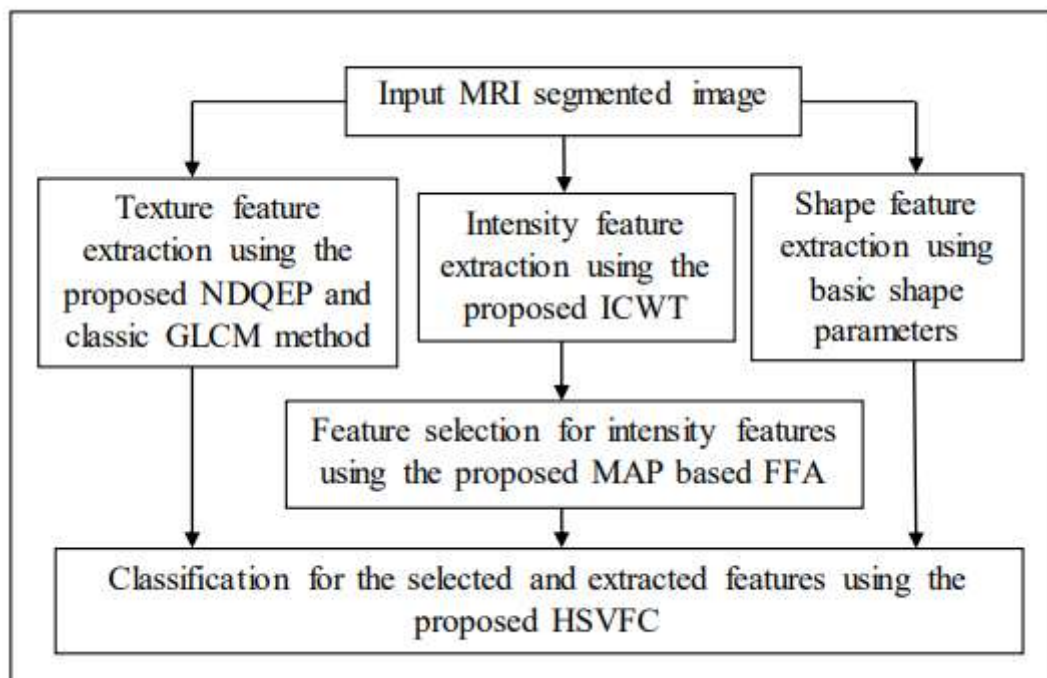 Input MRI segmented image
Texture feature
extraction using the
proposed NDQEP and
classic GLCM method
Intensity feature
extraction using the
proposed ICWT
Shape feature
extraction using
basic shape
parameters
Feature selection for intensity features
using the proposed MAP based FFA
Classification for the selected and extracted features using the
proposed HSVFC